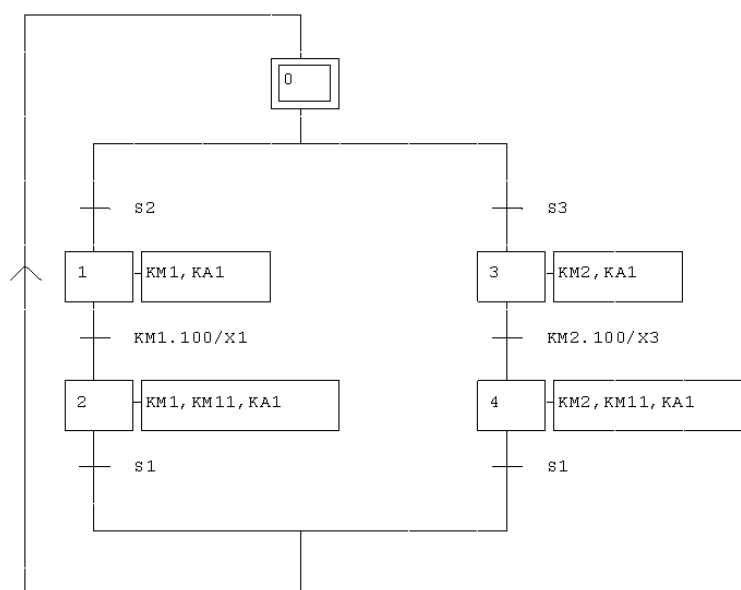 0
S2
S3
1
KM1,KA1
3
KM2,KA1
KM1.100/X1
KM2.100/X3
2
KM1,KM11,KA1
4
KM2,KM11,KA1
S1
S1